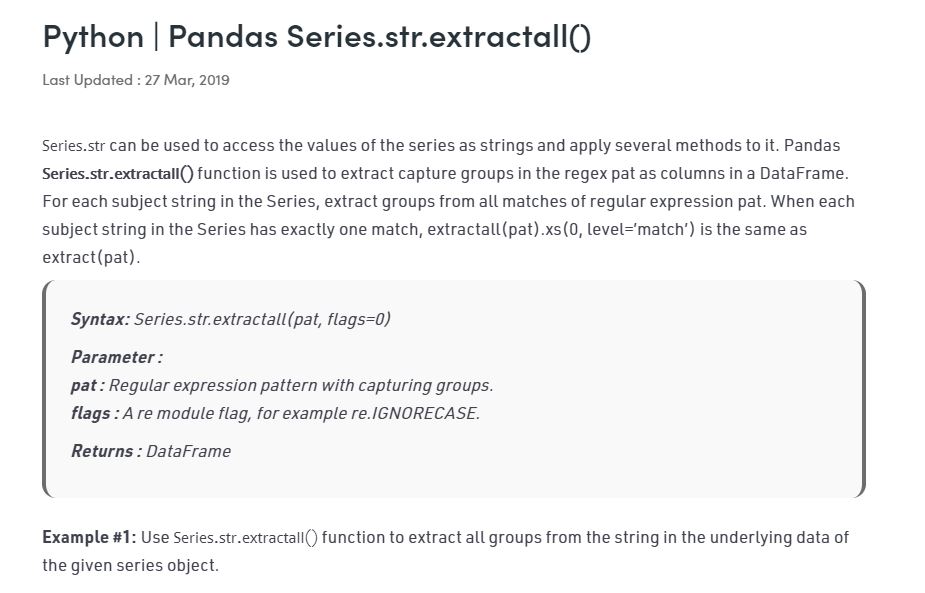 Python | Pandas Series.str.extractall()
Last Updated : 27 Mar, 2019
Series.str can be used to access the values of the series as strings and apply several methods to it. Pandas
Series.str.extractall() function is used to extract capture groups in the regex pat as columns in a DataFrame.
For each subject string in the Series, extract groups from all matches of regular expression pat. When each
subject string in the Series has exactly one match, extractall(pat).xs(0, level=’match’) is the same as
extract(pat).
Syntax: Series.str.extractall(pat, flags=0)
Parameter :
pat : Regular expression pattern with capturing groups.
flags : A re module flag, for example re.IGNORECASE.
Returns : DataFrame
Example #1: Use Series.str.extractall() function to extract all groups from the string in the underlying data of
the given series object.